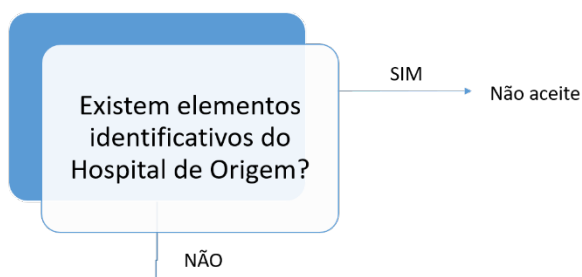 SIM
Não aceite
Existem elementos
identificativos do
Hospital de Origem?
NÃO